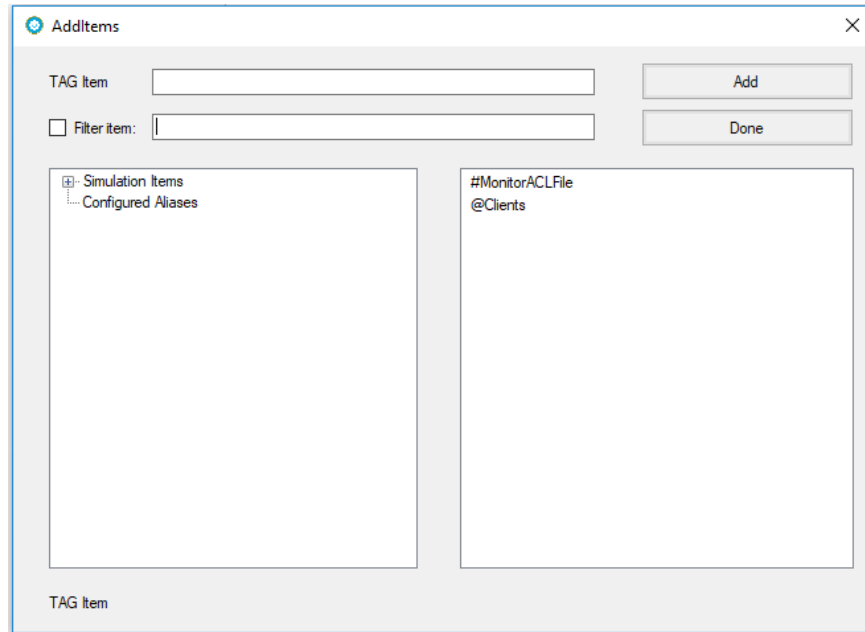 AddItems
TAG Item
Add
Filter item:
Done
Simulation Items
Configured Aliases
#MonitorACLFile
@Clients
TAG Item